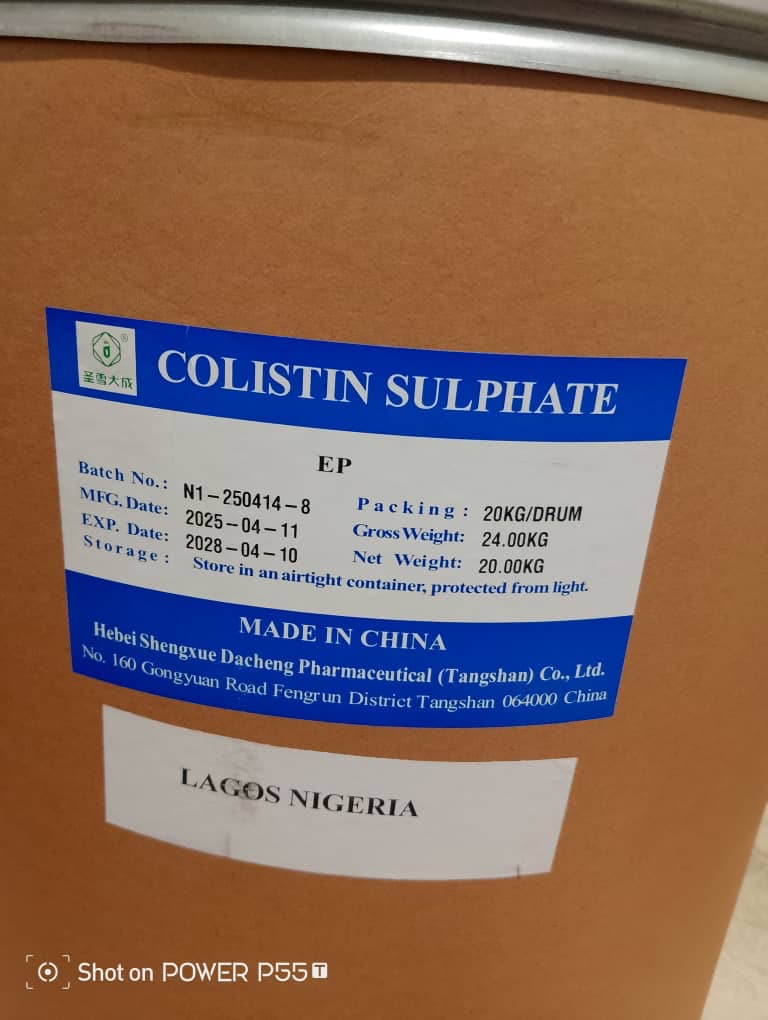 圣雪大成
®
COLISTIN SULPHATE
EP
Batch No.: N1-250414-8
MFG. Date: 2025-04-11
EXP. Date: 2028-04-10
Packing: 20KG/DRUM
Gross Weight: 24.00KG
Net Weight: 20.00KG
Storage: Store in an airtight container, protected from light.
MADE IN CHINA
Hebei Shengxue Dacheng Pharmaceutical (Tangshan) Co., Ltd.
No. 160 Gongyuan Road Fengrun District Tangshan 064000 China
LAGOS NIGERIA
Shot on POWER P55 T